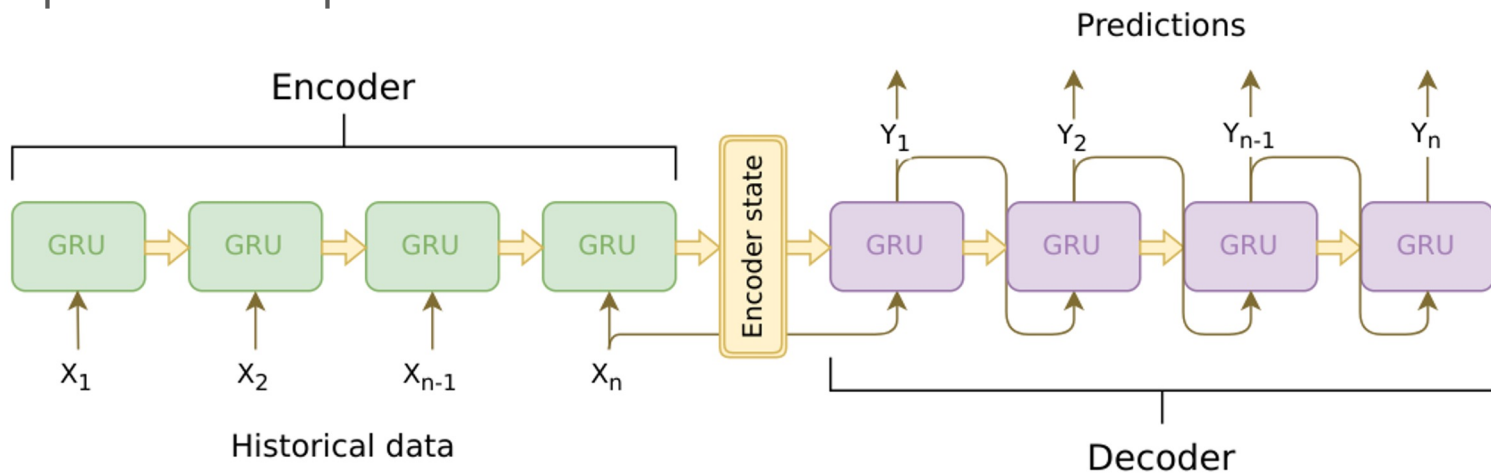 Predictions
Encoder
Y1 Y2 Yn-1 Yn
GRU GRU GRU GRU
Encoder state
GRU GRU GRU GRU
X1 X2 Xn-1 Xn
Historical data
Decoder